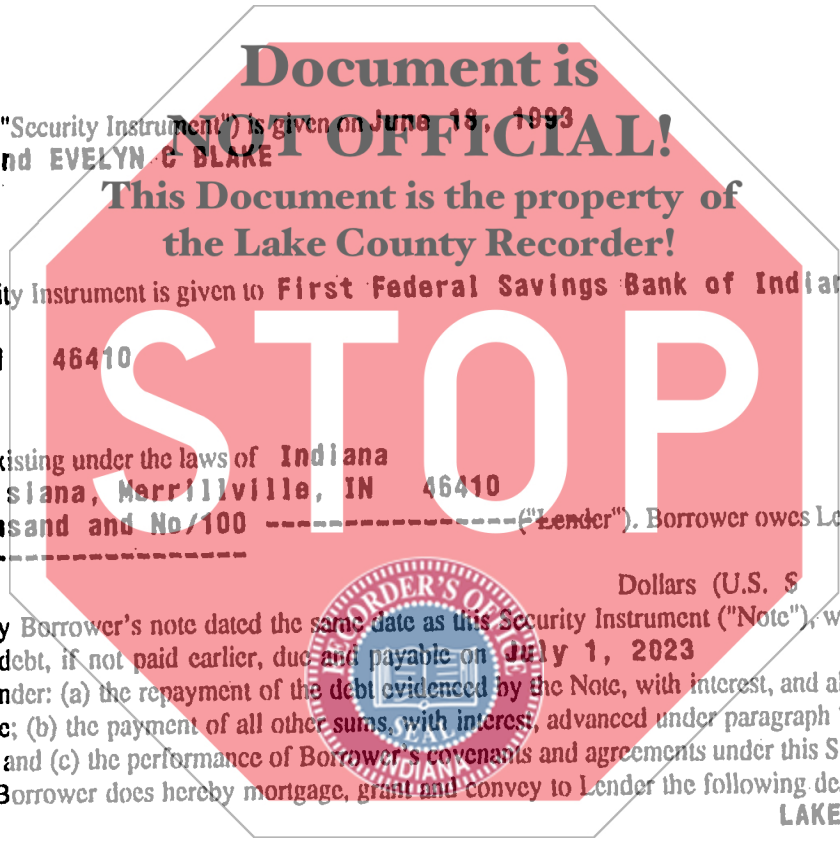 Document is
"Security Instrument") is given on June 18, 1993
NOT OFFICIAL!
nd EVELYN C BLAKE
This Document is the property of
the Lake County Recorder!
ity Instrument is given to First Federal Savings Bank of Indian
46410
STOP
xisting under the laws of Indiana
siana, Merrillville, IN 46410
usand and No/100 ------------------("Lender"). Borrower owes Le
------------------
Dollars (U.S. $
y Borrower's note dated the same date as this Security Instrument ("Note"), w
debt, if not paid earlier, due and payable on July 1, 2023
nder: (a) the repayment of the debt evidenced by the Note, with interest, and al
e; (b) the payment of all other sums, with interest, advanced under paragraph
and (c) the performance of Borrower's covenants and agreements under this S
Borrower does hereby mortgage, grant and convey to Lender the following de
LAKE
RECORDER'S OFFICE
SEAL
INDIANA